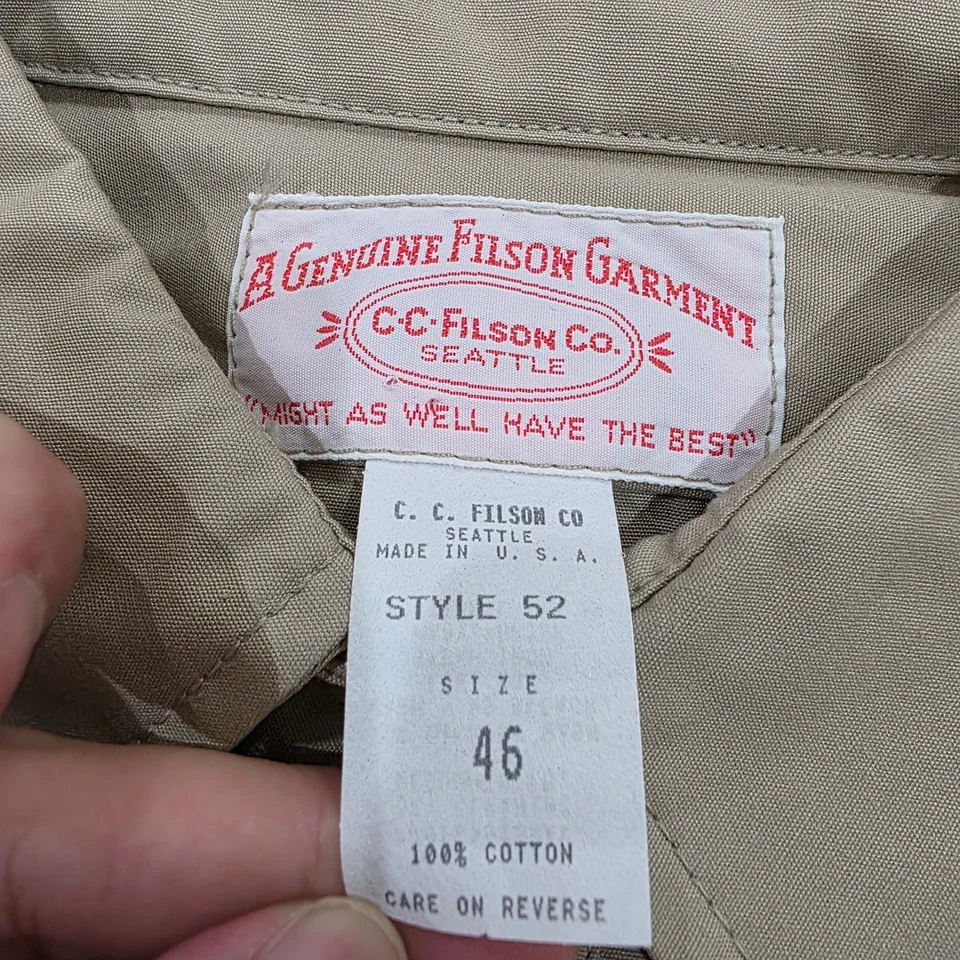 A GENUINE FILSON GARMENT
C·C·FILSON CO.
SEATTLE
"MIGHT AS WELL HAVE THE BEST"
C. C. FILSON CO
SEATTLE
MADE IN U. S. A.
STYLE 52
SIZE
46
100% COTTON
CARE ON REVERSE